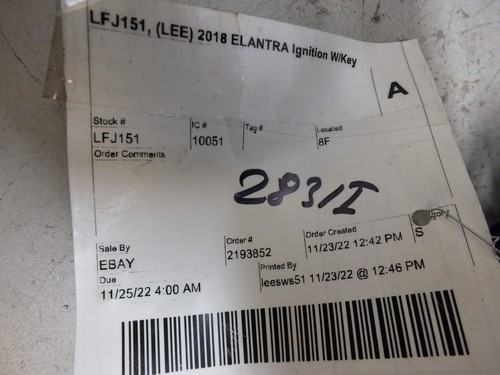 LFJ151, (LEE) 2018 ELANTRA Ignition W/Key
A
Stock # IC # Tag # Located
LFJ151 10051 8F
Order Comments
2831I
Sale By Order # Order Created
EBAY 2193852 11/23/22 12:42 PM S
Due Printed By
11/25/22 4:00 AM leesws51 11/23/22 @ 12:46 PM